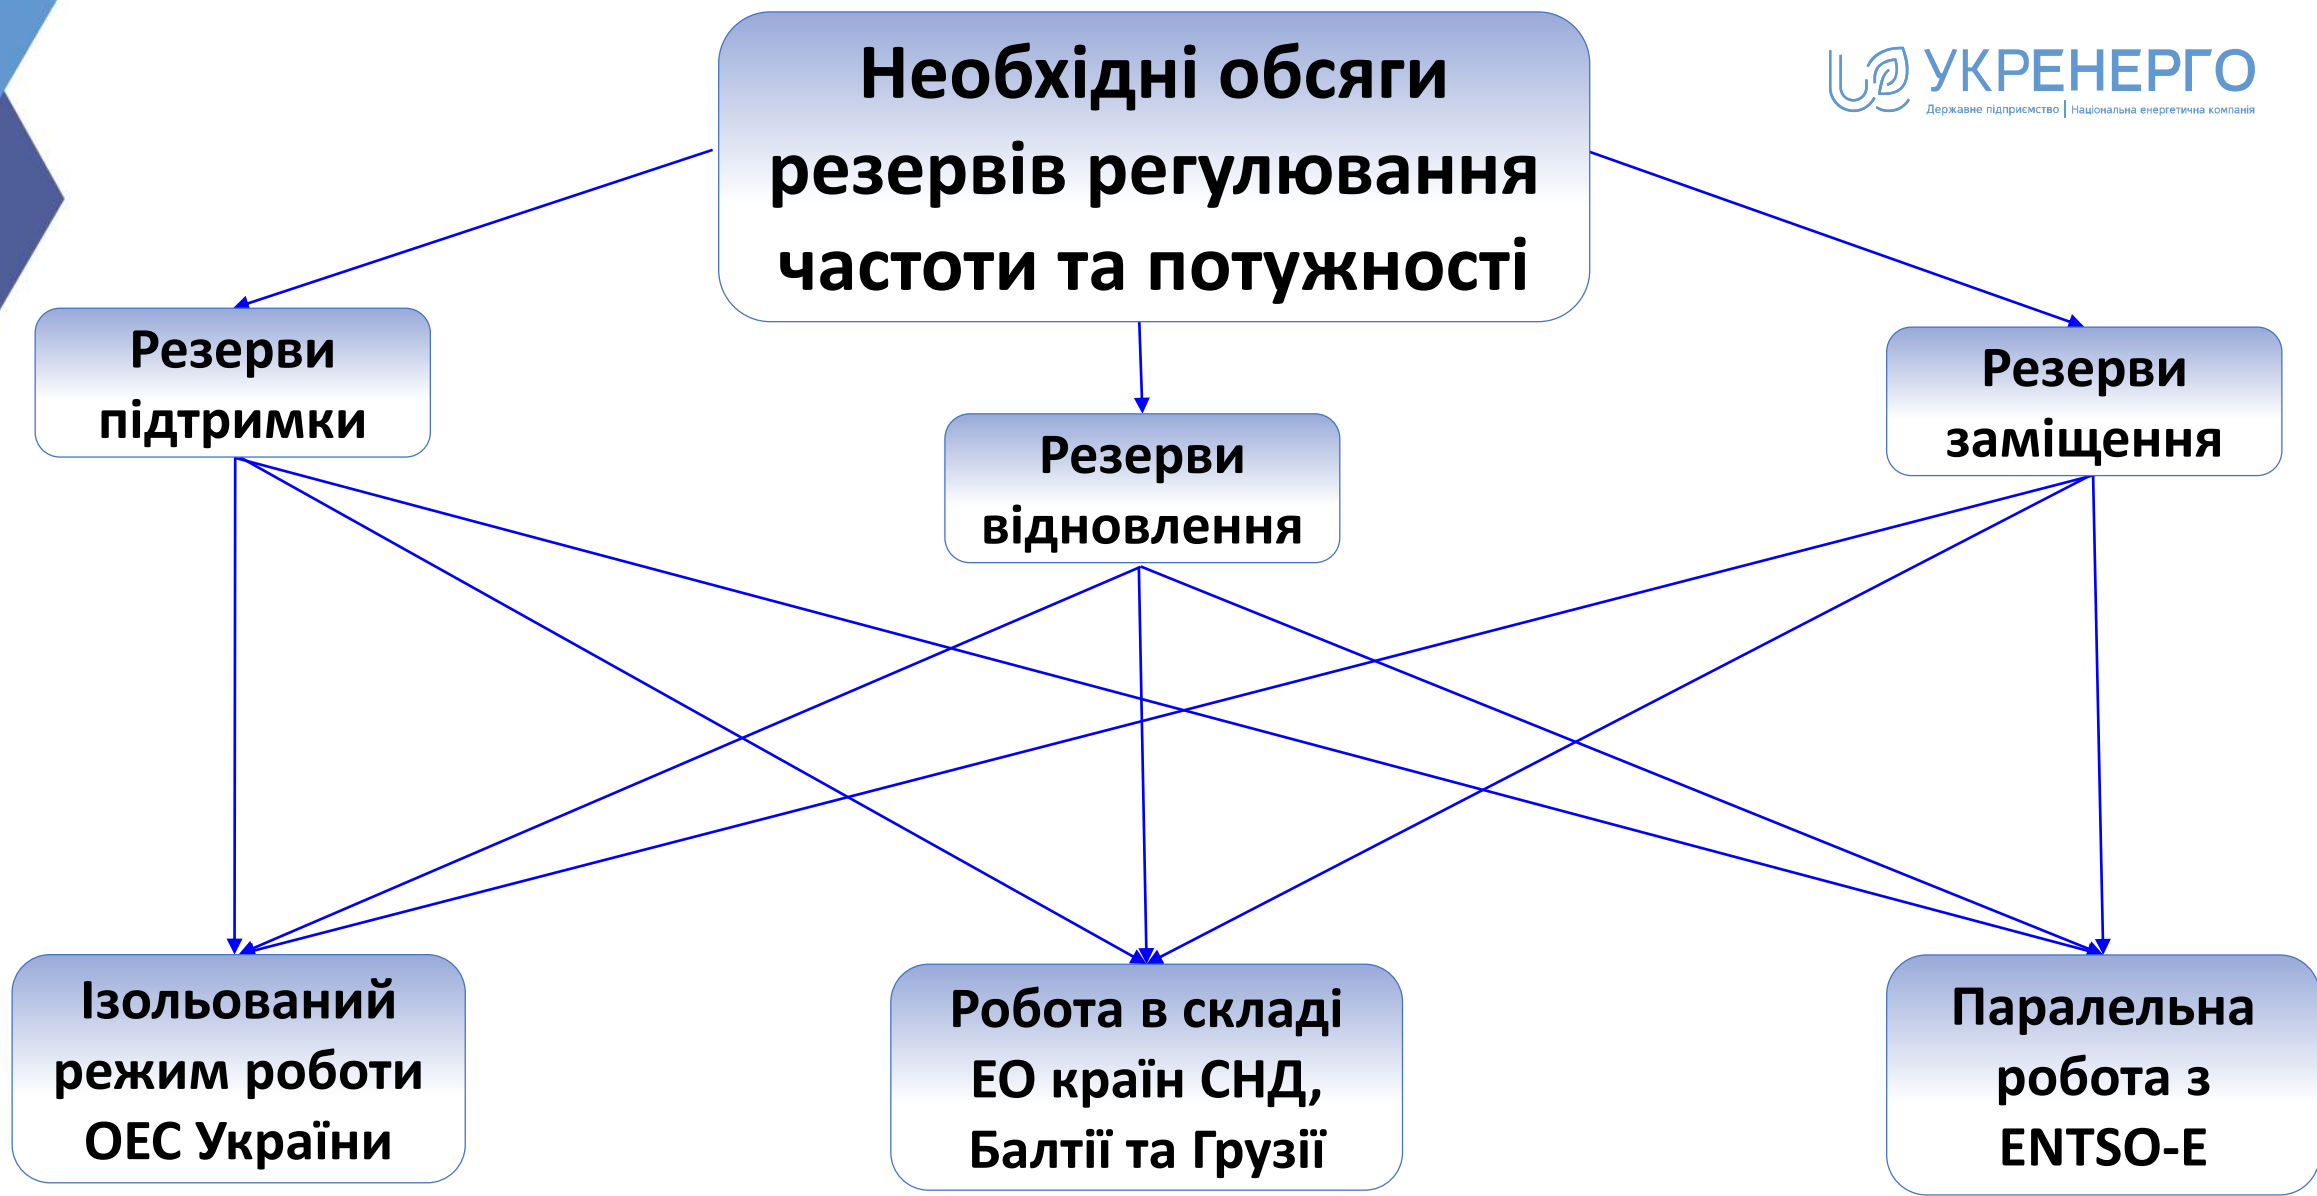 Необхідні обсяги
резервів регулювання
частоти та потужності
УКРЕНЕРГО
Державне підприємство | Національна енергетична компанія
Резерви
підтримки
Резерви
відновлення
Резерви
заміщення
Ізольований
режим роботи
ОЕС України
Робота в складі
ЕО країн СНД,
Балтії та Грузії
Паралельна
робота з
ENTSO-E